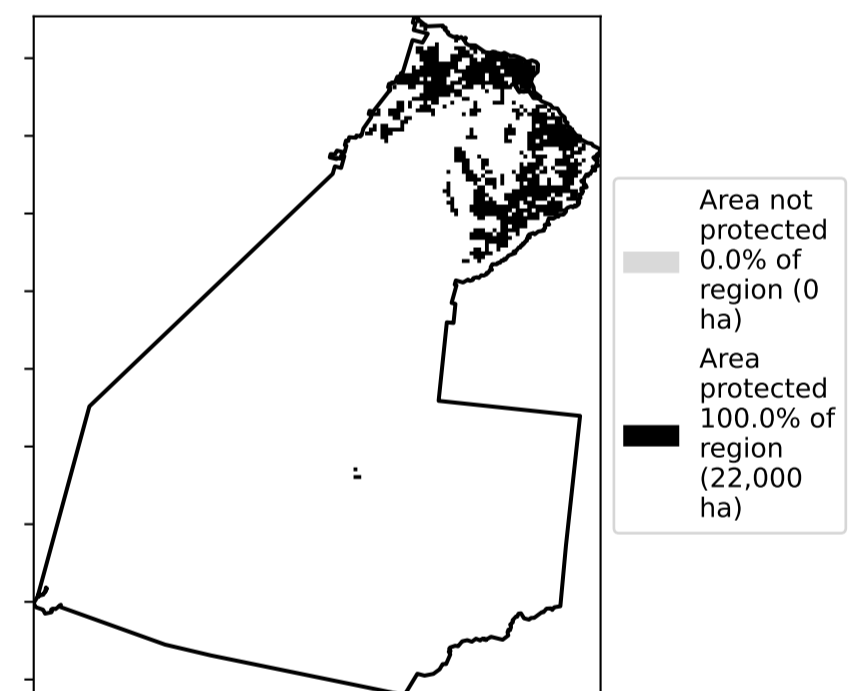 Area not
protected
0.0% of
region (0
ha)
Area
protected
100.0% of
region
(22,000
ha)